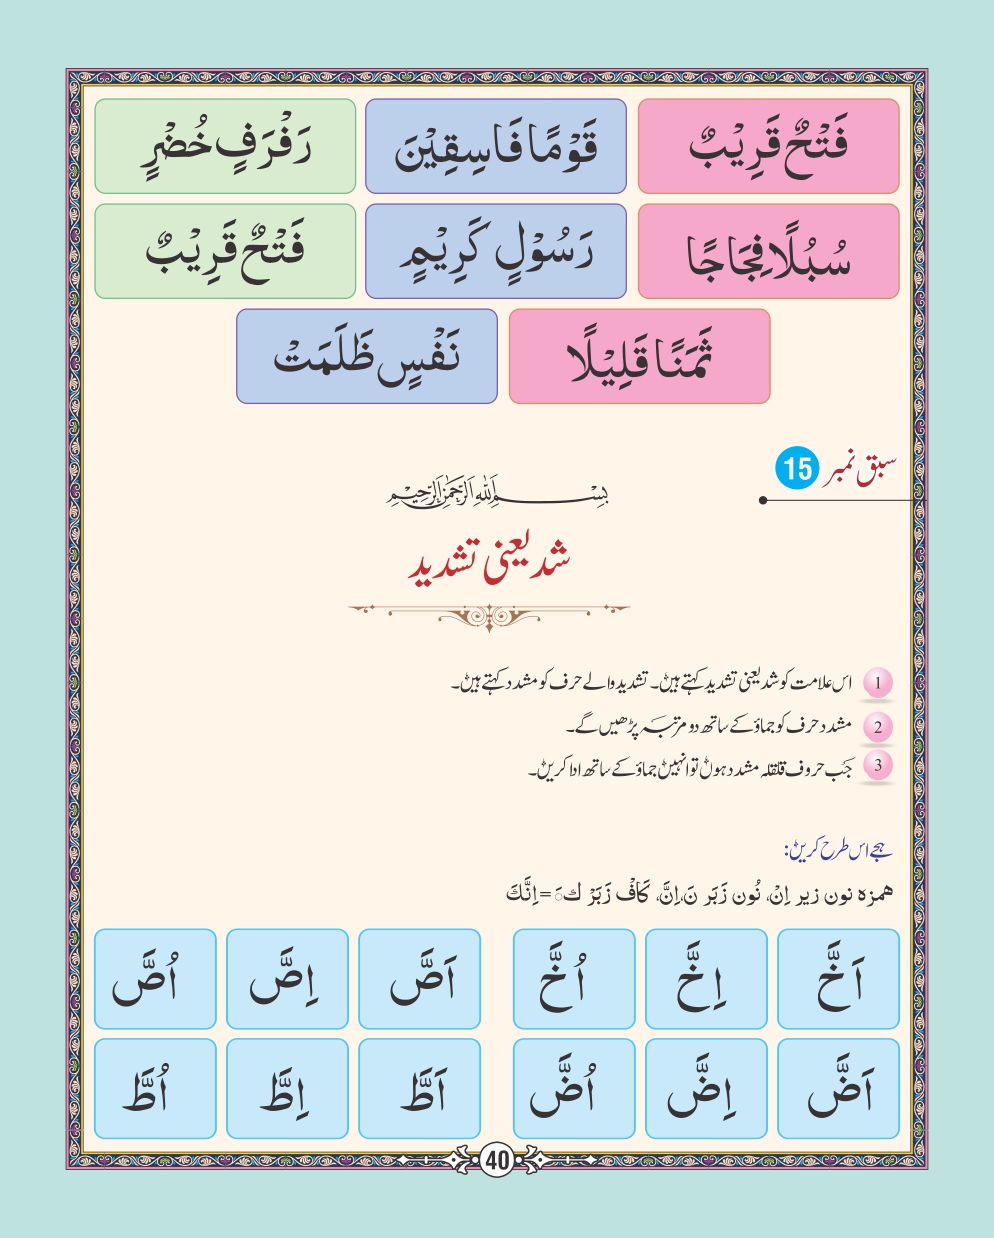 فَتْحٌ قَرِيْبٌ قَوْمًا فَاسِقِيْنَ رَفْرَفٍ خُضْرٍ
سُبُلًا فِجَاجًا رَسُوْلٍ كَرِيْمٍ فَتْحٌ قَرِيْبٌ
ثَمَنًا قَلِيْلًا نَفْسٍ ظَلَمَتْ
سبق نمبر 15
بِسْمِ اللهِ الرَّحْمٰنِ الرَّحِيْمِ
شد یعنی تشدید
1 اس علامت کو شد یعنی تشدید کہتے ہیں۔ تشدید والے حرف کو مشدد کہتے ہیں۔
2 مشدد حرف کو جماؤ کے ساتھ دو مرتبہ پڑھیں گے۔
3 جب حروف قلقلہ مشدد ہوں تو انہیں جماؤ کے ساتھ ادا کریں۔
ہجے اس طرح کریں:
همزه نون زیر اِنْ، نُون زَبَر نَ،اِنَّ، کَافْ زَبَرْ كَ = اِنَّكَ
اَخَّ اِخَّ اُخَّ اَصَّ اِصَّ اُصَّ
اَضَّ اِضَّ اُضَّ اَطَّ اِطَّ اُطَّ
40